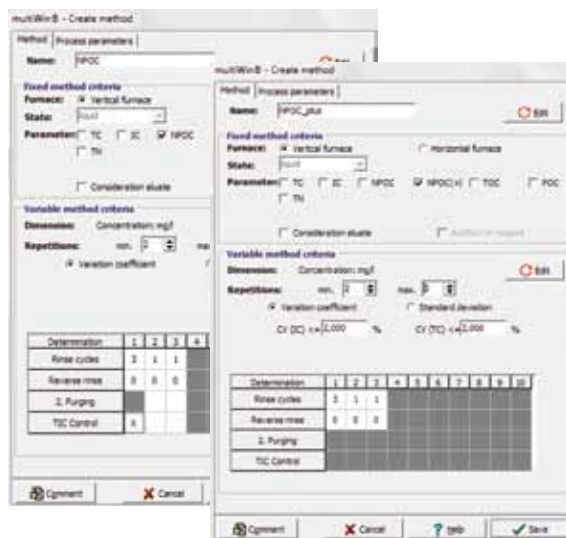 multiWin® - Create method
Method Process parameters
Name: NPOC
Fixed method criteria
Furnace: Vertical furnace
State: liquid
Parameter: TC IC NPOC
TN
Consideration eluate
Variable method criteria
Dimension: Concentration: mg/l
Repetitions: min. 2
Variation coefficient
Determination 1 2 3 4
Rinse cycles 3 1 1
Reverse rinse 0 0 0
2. Purging
TIC Control X
Comment Cancel
multiWin® - Create method
Method Process parameters
Name: NPOC_plus Edit
Fixed method criteria
Furnace: Vertical furnace Horizontal furnace
State: liquid
Parameter: TC IC NPOC NPOC(+) TOC POC
TN
Consideration eluate
Variable method criteria
Dimension: Concentration: mg/l Edit
Repetitions: min. 2 max. 3
Variation coefficient Standard deviation
CV (IC) <= 2,000 % CV (TC) <= 2,000 %
Determination 1 2 3 4 5 6 7 8 9 10
Rinse cycles 3 1 1
Reverse rinse 0 0 0
2. Purging
TIC Control
Comment Cancel Help Save